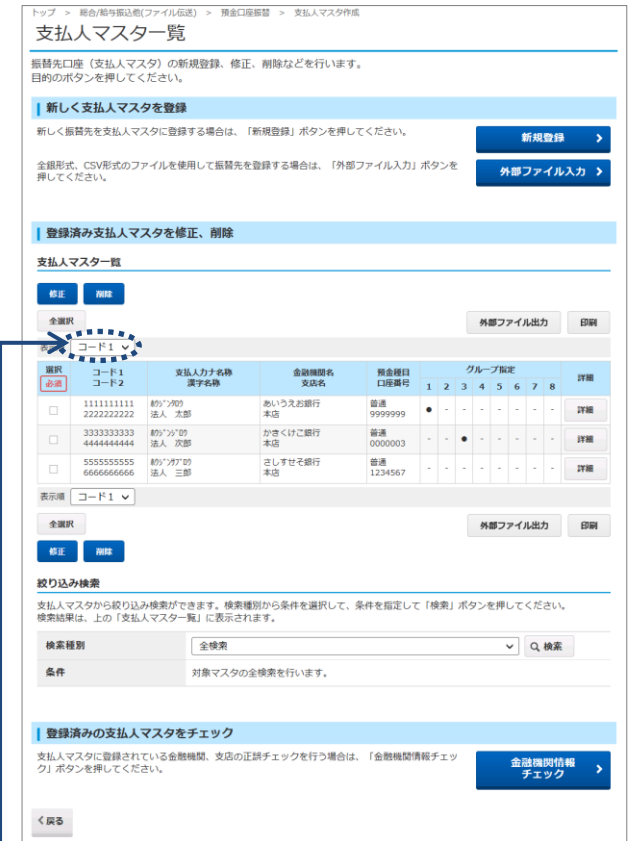 トップ > 総合/給与振込他(ファイル伝送) > 預金口座振替 > 支払人マスタ作成
支払人マスタ一覧
振替先口座（支払人マスタ）の新規登録、修正、削除などを行います。
目的のボタンを押してください。
新しく支払人マスタを登録
新しく振替先を支払人マスタに登録する場合は、「新規登録」ボタンを押してください。
新規登録
全銀形式、CSV形式のファイルを使用して振替先を登録する場合は、「外部ファイル入力」ボタンを
押してください。
外部ファイル入力
登録済み支払人マスタを修正、削除
支払人マスター覧
修正 削除
全選択 外部ファイル出力 印刷
コード1
選択 コード1 支払人カナ名称 金融機関名 預金種目 グループ指定 詳細
必須 コード2 漢字名称 支店名 口座番号 1 2 3 4 5 6 7 8
1111111111 ﾎｳｼﾞﾝﾀﾛｳ あいうえお銀行 普通 ● - - - - - - - 詳細
2222222222 法人 太郎 本店 9999999
3333333333 ﾎｳｼﾞﾝｼﾞﾛｳ かきくけこ銀行 普通 - - ● - - - - - 詳細
4444444444 法人 次郎 本店 0000003
5555555555 ﾎｳｼﾞﾝｻﾌﾞﾛｳ さしすせそ銀行 普通 - - - - - - - - 詳細
6666666666 法人 三郎 本店 1234567
表示順 コード1
全選択 外部ファイル出力 印刷
修正 削除
絞り込み検索
支払人マスタから絞り込み検索ができます。検索種別から条件を選択して、条件を指定して「検索」ボタンを押してください。
検索結果は、上の「支払人マスタ一覧」に表示されます。
検索種別 全検索 検索
条件 対象マスタの全検索を行います。
登録済みの支払人マスタをチェック
支払人マスタに登録されている金融機関、支店の正誤チェックを行う場合は、「金融機関情報チェッ
ク」ボタンを押してください。
金融機関情報
チェック
戻る